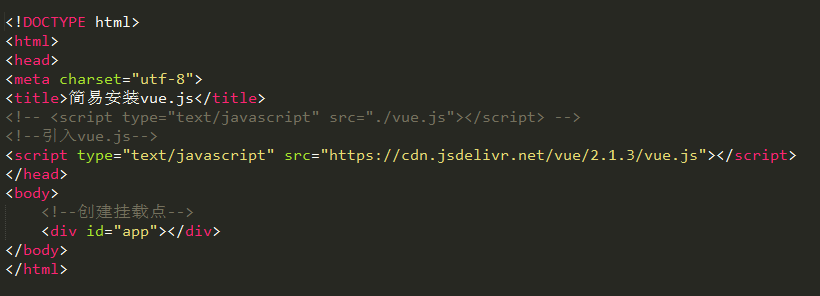 <!DOCTYPE html>
<html>
<head>
<meta charset="utf-8">
<title>简易安装vue.js</title>
<!-- <script type="text/javascript" src="./vue.js"></script> -->
<!--引入vue.js-->
<script type="text/javascript" src="https://cdn.jsdelivr.net/vue/2.1.3/vue.js"></script>
</head>
<body>
    <!--创建挂载点-->
    <div id="app"></div>
</body>
</html>